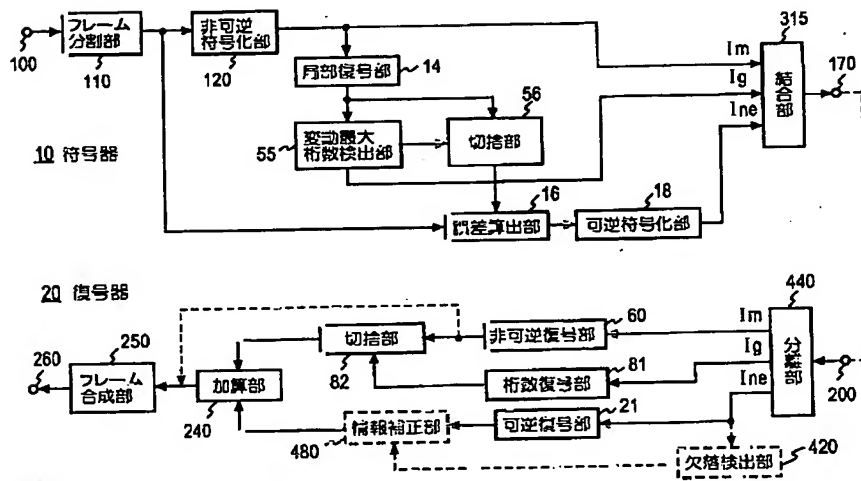 100
フレーム
分割部
110
非可逆
符号化部
120
局部復号部
14
変動最大
桁数検出部
55
切捨部
56
誤差算出部
16
可逆符号化部
18
Im
Ig
Ine
315
結合部
170
10 符号器
20 復号器
440
分離部
200
Im
Ig
Ine
非可逆復号部
60
桁数復号部
81
可逆復号部
21
欠落検出部
420
切捨部
82
情報補正部
480
加算部
240
250
フレーム
合成部
260